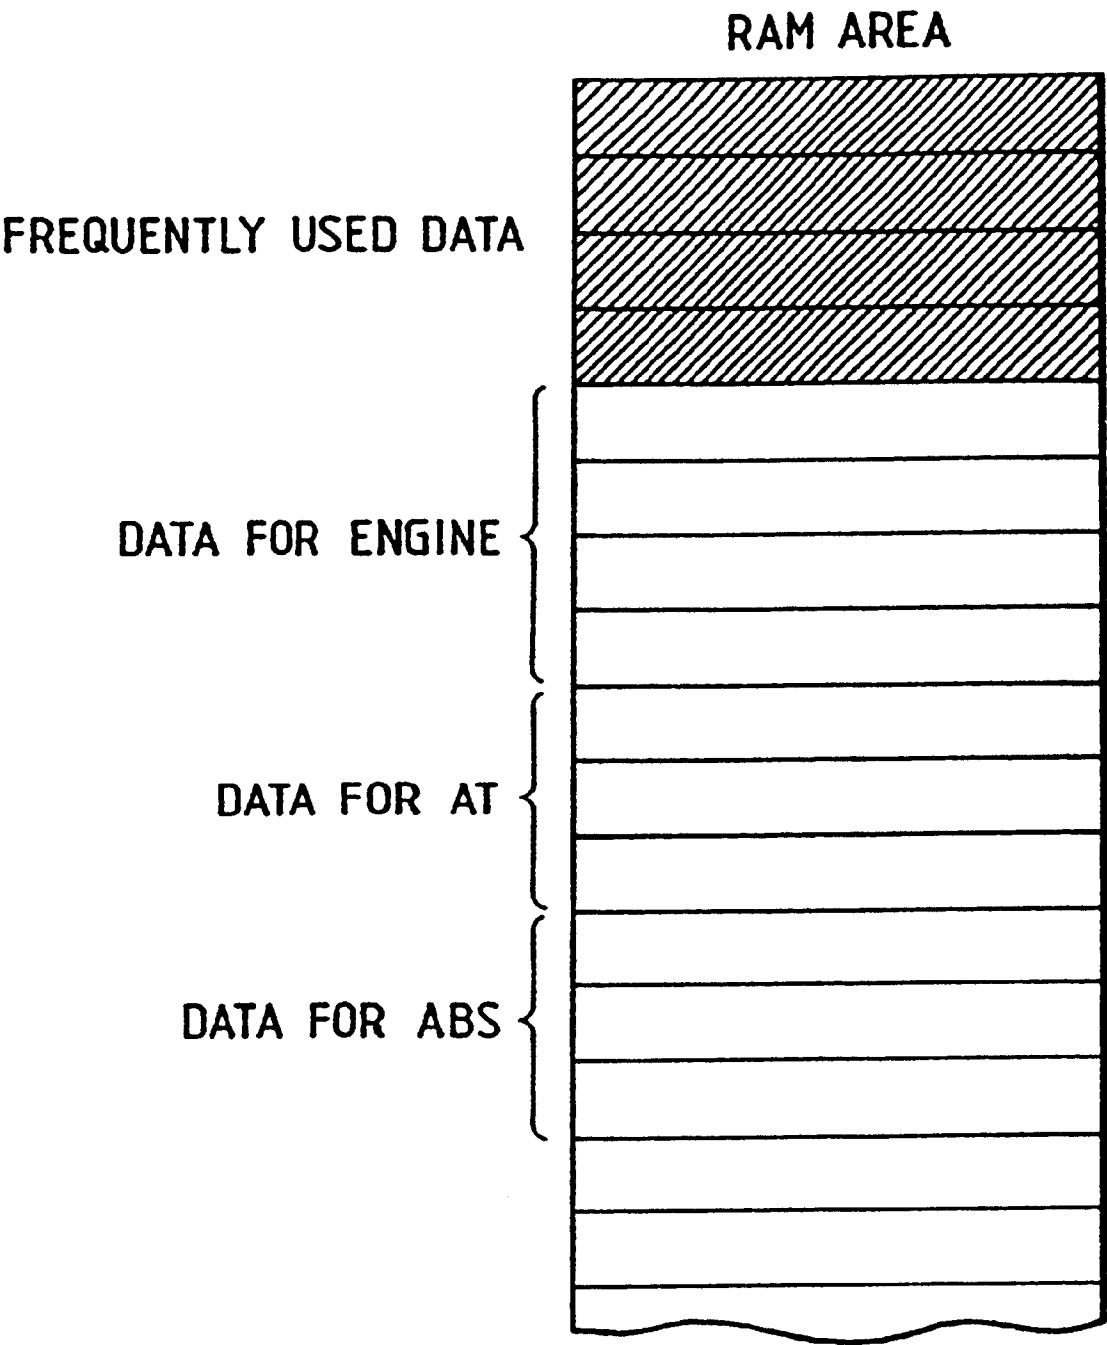 RAM AREA
FREQUENTLY USED DATA
DATA FOR ENGINE
DATA FOR AT
DATA FOR ABS